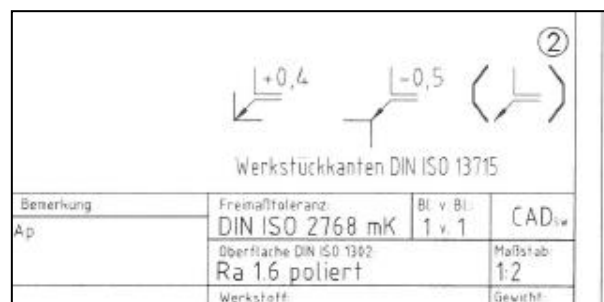 ②
+0,4 -0,5
Werkstückkanten DIN ISO 13715
Bemerkung
Ap
Freimaßtoleranz:
DIN ISO 2768 mK
Bl. v. Bl.:
1 v. 1
CADsw
Oberfläche DIN ISO 1302:
Ra 1.6 poliert
Maßstab:
1:2
Werkstoff:
Gewicht: